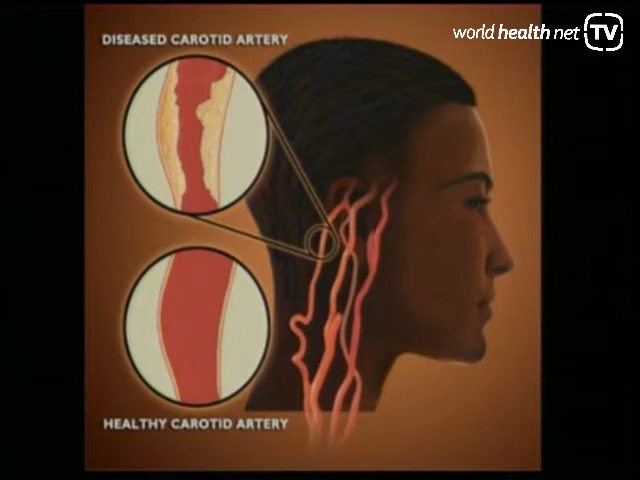 world health net TV
DISEASED CAROTID ARTERY
HEALTHY CAROTID ARTERY